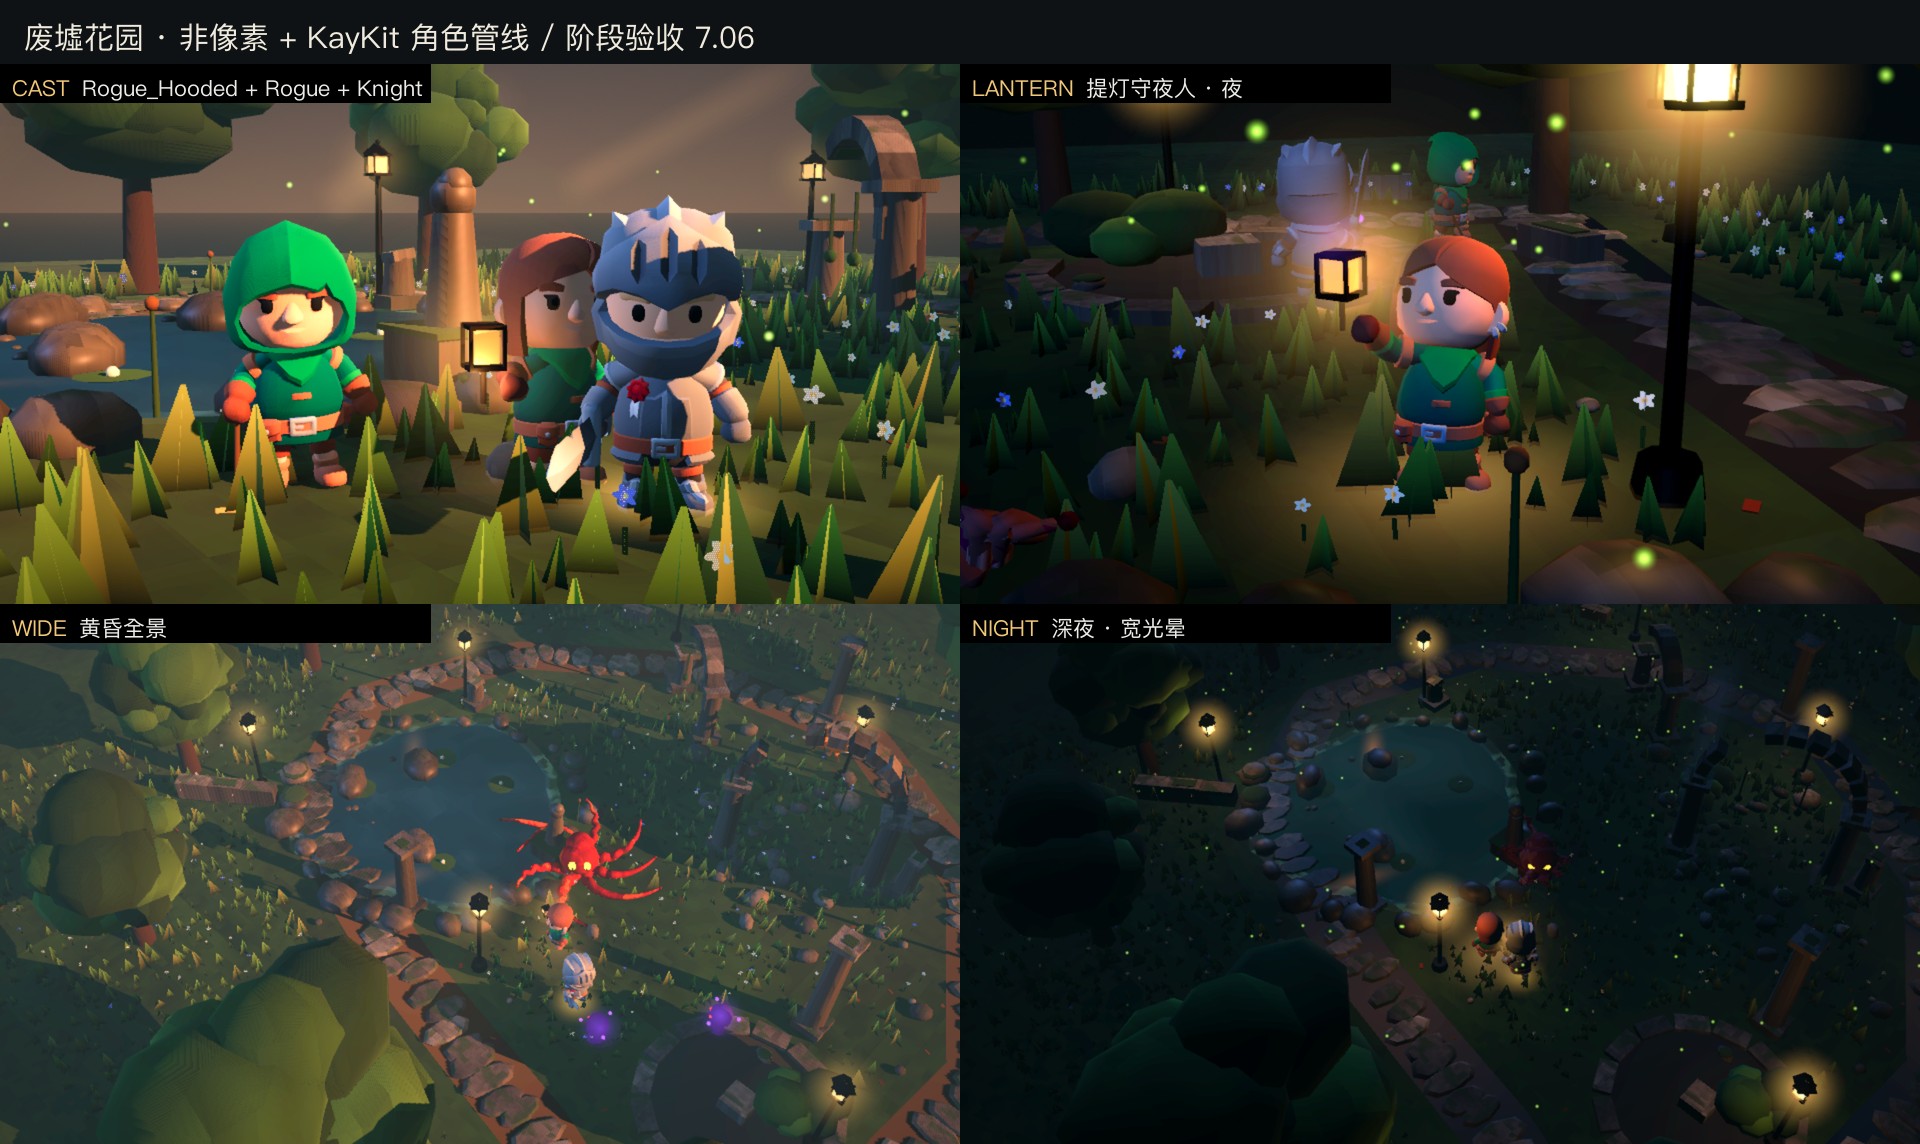 废墟花园 · 非像素 + KayKit 角色管线 / 阶段验收 7.06
CAST Rogue_Hooded + Rogue + Knight
LANTERN 提灯守夜人 · 夜
WIDE 黄昏全景
NIGHT 深夜 · 宽光晕